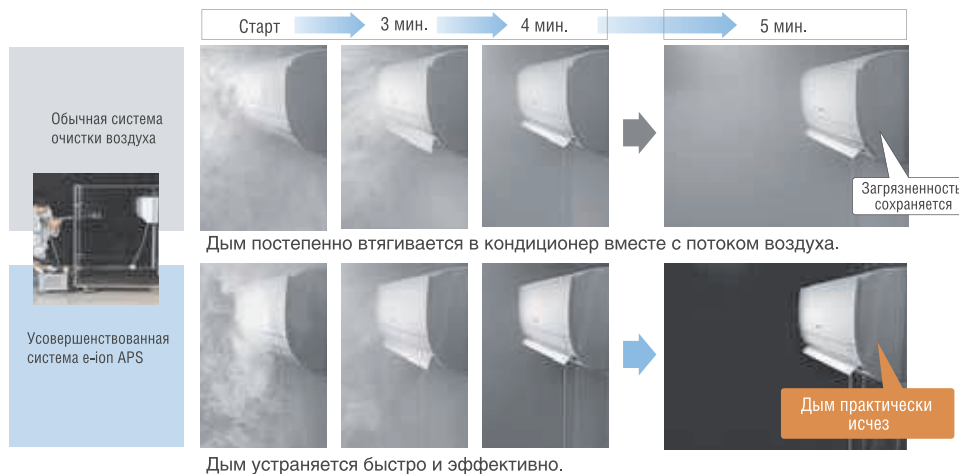 Старт
3 мин.
4 мин.
5 мин.
Обычная система
очистки воздуха
Загрязненность
сохраняется
Дым постепенно втягивается в кондиционер вместе с потоком воздуха.
Усовершенствованная
система e-ion APS
Дым практически
исчез
Дым устраняется быстро и эффективно.